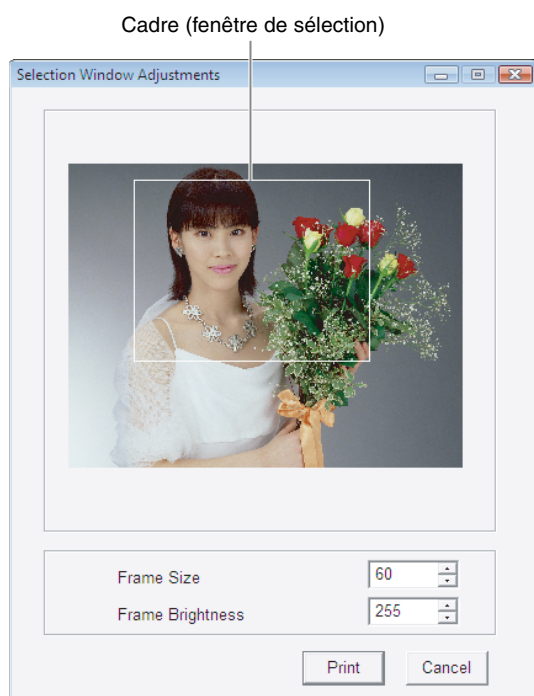 Cadre (fenêtre de sélection)
Selection Window Adjustments
Frame Size 60
Frame Brightness 255
Print Cancel